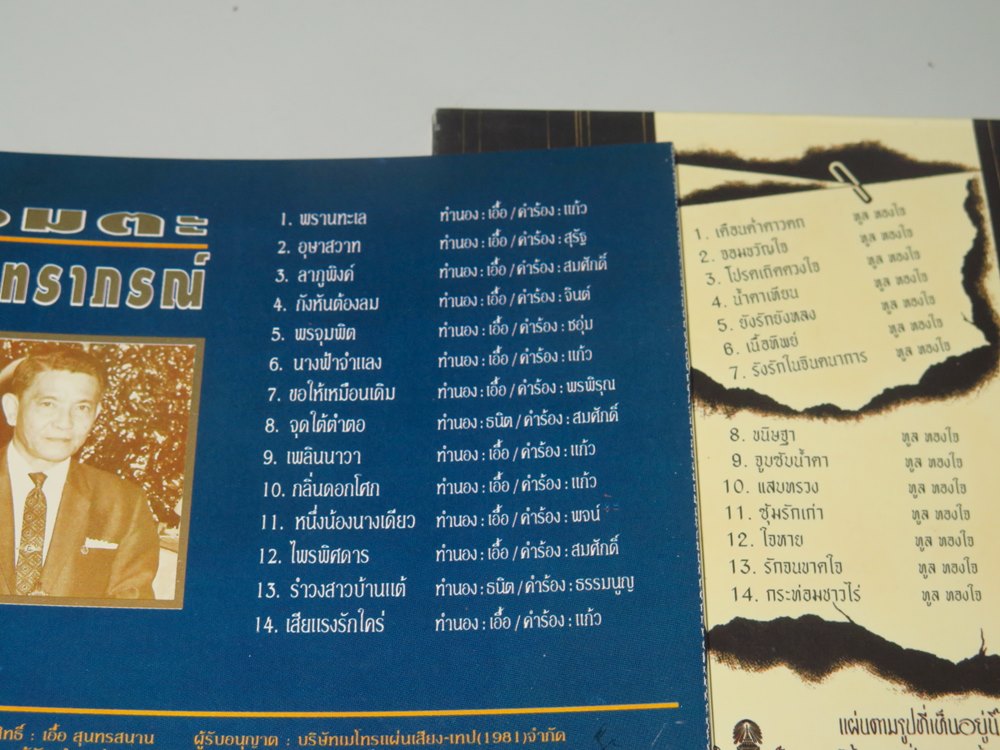 อมตะ
ทราภรณ์
1. พรานทะเล ทำนอง : เอื้อ / คำร้อง : แก้ว
2. อุษาสวาท ทำนอง : เอื้อ / คำร้อง : สุรัฐ
3. ลาภูพิงค์ ทำนอง : เอื้อ / คำร้อง : สมศักดิ์
4. กังหันต้องลม ทำนอง : เอื้อ / คำร้อง : จินต์
5. พรจุมพิต ทำนอง : เอื้อ / คำร้อง : ชอุ่ม
6. นางฟ้าจำแลง ทำนอง : เอื้อ / คำร้อง : แก้ว
7. ขอให้เหมือนเดิม ทำนอง : เอื้อ / คำร้อง : พรพิรุณ
8. จุดใต้ตำตอ ทำนอง : ธนิต / คำร้อง : สมศักดิ์
9. เพลินนาวา ทำนอง : เอื้อ / คำร้อง : แก้ว
10. กลิ่นดอกโศก ทำนอง : เอื้อ / คำร้อง : แก้ว
11. หนึ่งน้องนางเดียว ทำนอง : เอื้อ / คำร้อง : พจน์
12. ไพรพิศดาร ทำนอง : เอื้อ / คำร้อง : สมศักดิ์
13. รำวงสาวบ้านแต้ ทำนอง : ธนิต / คำร้อง : ธรรมนูญ
14. เสียแรงรักใคร่ ทำนอง : เอื้อ / คำร้อง : แก้ว
สิทธิ์ : เอื้อ สุนทรสนาน ผู้รับอนุญาต : บริษัทเมโทรแผ่นเสียง-เทป(1981)จำกัด
1. เดือนค้ำดาวตก ทูล ทองใจ
2. จอมขวัญใจ ทูล ทองใจ
3. โปรดเถิดดวงใจ ทูล ทองใจ
4. น้ำตาเทียน ทูล ทองใจ
5. ยังรักยังหลง ทูล ทองใจ
6. เนื้อทิพย์ ทูล ทองใจ
7. รังรักในจินตนาการ ทูล ทองใจ
8. ขนิษฐา ทูล ทองใจ
9. จูบซับน้ำตา ทูล ทองใจ
10. แสบทรวง ทูล ทองใจ
11. ซุ้มรักเก่า ทูล ทองใจ
12. ใจทาย ทูล ทองใจ
13. รักจนขาดใจ ทูล ทองใจ
14. กระท่อมชาวไร่ ทูล ทองใจ
แผ่นตามรูปที่เห็นอยู่นี้